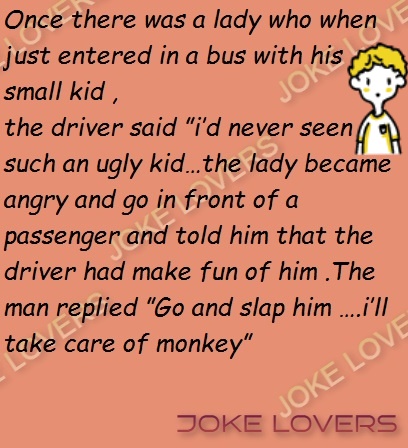 Once there was a lady who when
just entered in a bus with his
small kid ,
the driver said "i'd never seen
such an ugly kid...the lady became
angry and go in front of a
passenger and told him that the
driver had make fun of him .The
man replied "Go and slap him ....i'll
take care of monkey"
JOKE LOVERS
JOKE LOVERS
JOKE LOVERS
JOKE LOVERS
JOKE LOVERS